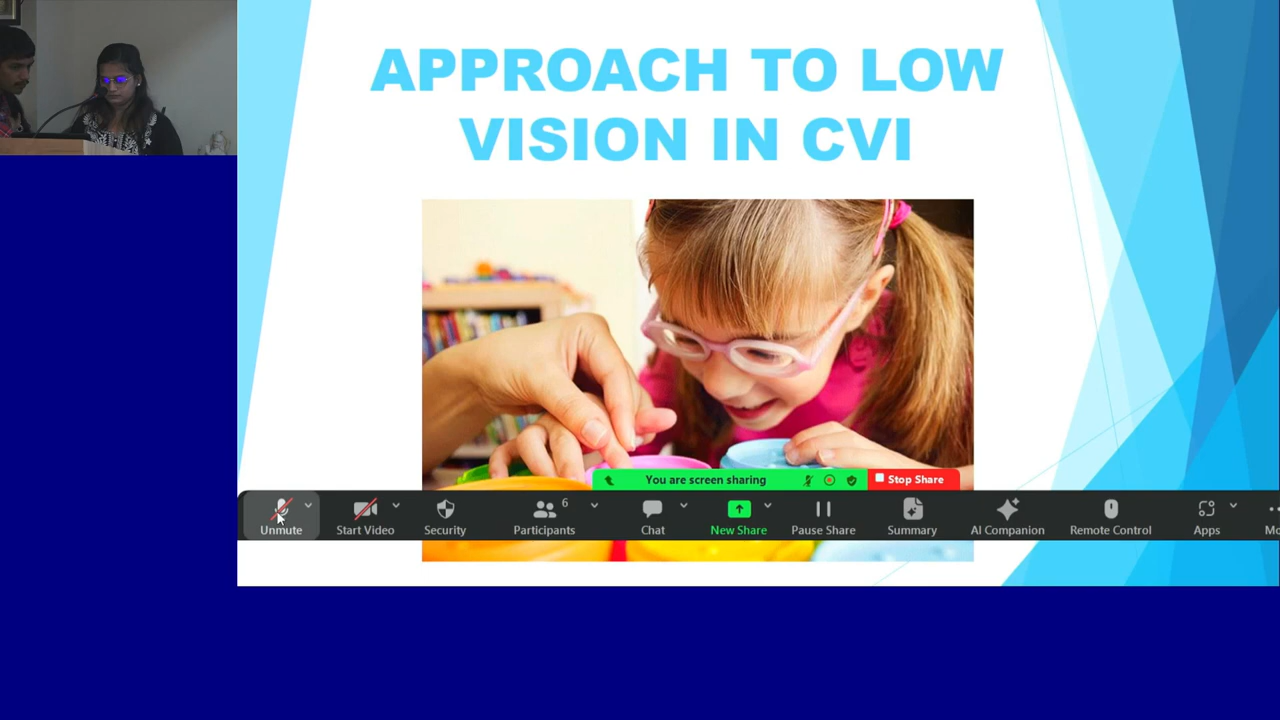 APPROACH TO LOW
VISION IN CVI
You are screen sharing
Stop Share
Unmute
Start Video
Security
Participants
6
Chat
New Share
Pause Share
Summary
AI Companion
Remote Control
Apps